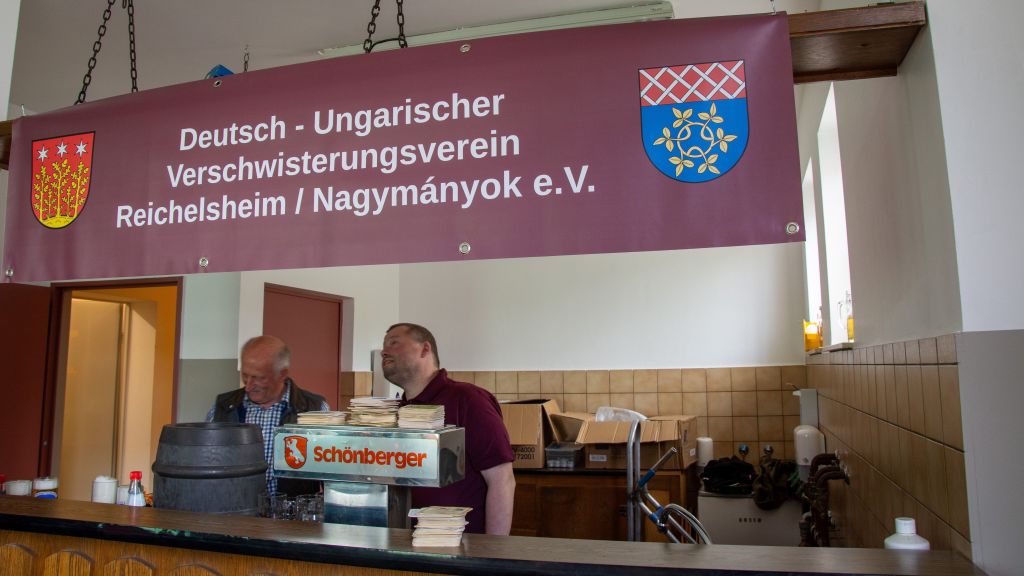 Deutsch - Ungarischer
Verschwisterungsverein
Reichelsheim / Nagymányok e.V.
Schönberger